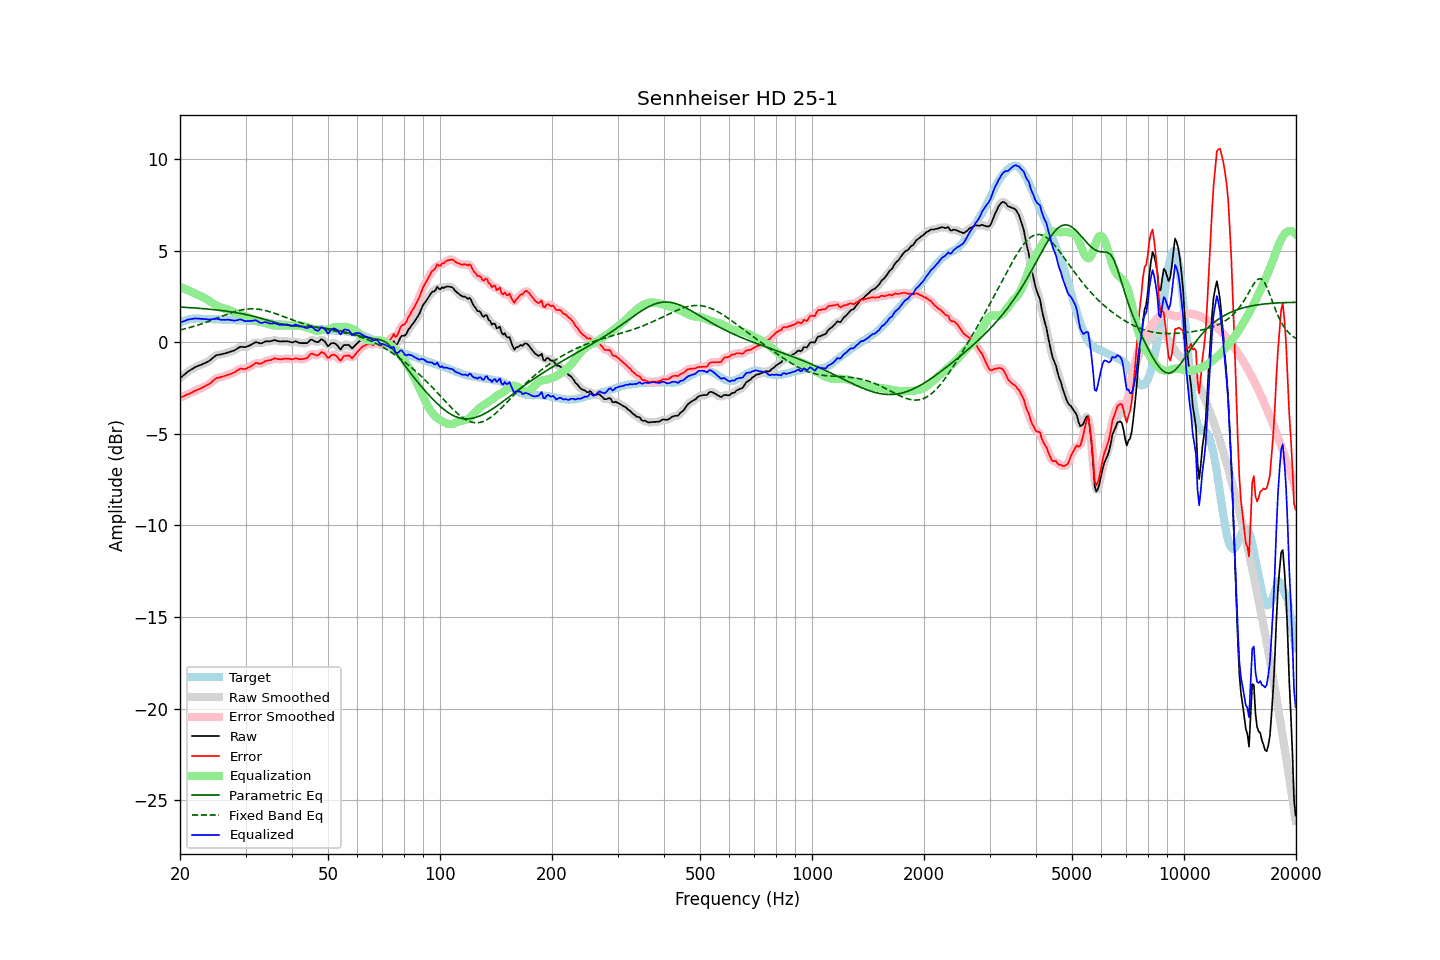 Sennheiser HD 25-1
Amplitude (dBr)
10
5
0
−5
−10
−15
−20
−25
Target
Raw Smoothed
Error Smoothed
Raw
Error
Equalization
Parametric Eq
Fixed Band Eq
Equalized
20 50 100 200 500 1000 2000 5000 10000 20000
Frequency (Hz)